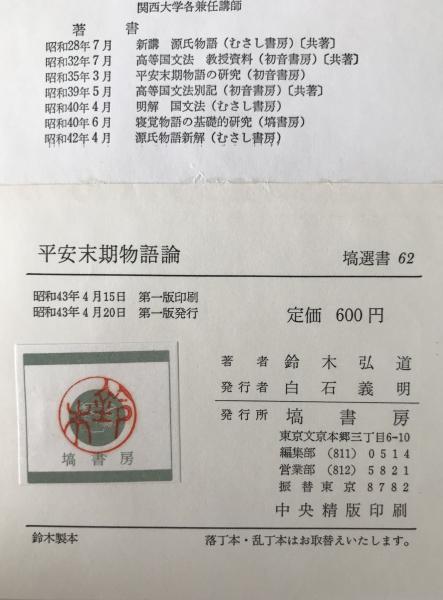 関西大学各兼任講師
著 書
昭和28年7月 新講 源氏物語(むさし書房)〔共著〕
昭和32年7月 高等国文法 教授資料(初音書房)〔共著〕
昭和35年3月 平安末期物語の研究(初音書房)
昭和39年5月 高等国文法別記(初音書房)〔共著〕
昭和40年4月 明解 国文法(むさし書房)
昭和40年6月 寝覚物語の基礎的研究(塙書房)
昭和42年4月 源氏物語新解(むさし書房)
平安末期物語論 塙選書 62
昭和43年4月15日 第一版印刷
昭和43年4月20日 第一版発行
定価 600円
著者 鈴木弘道
発行者 白石義明
発行所 塙書房
東京文京本郷三丁目6-10
編集部 (811) 0514
営業部 (812) 5821
振替東京 8782
中央精版印刷
鈴木
塙書房
鈴木製本 落丁本・乱丁本はお取替えいたします。